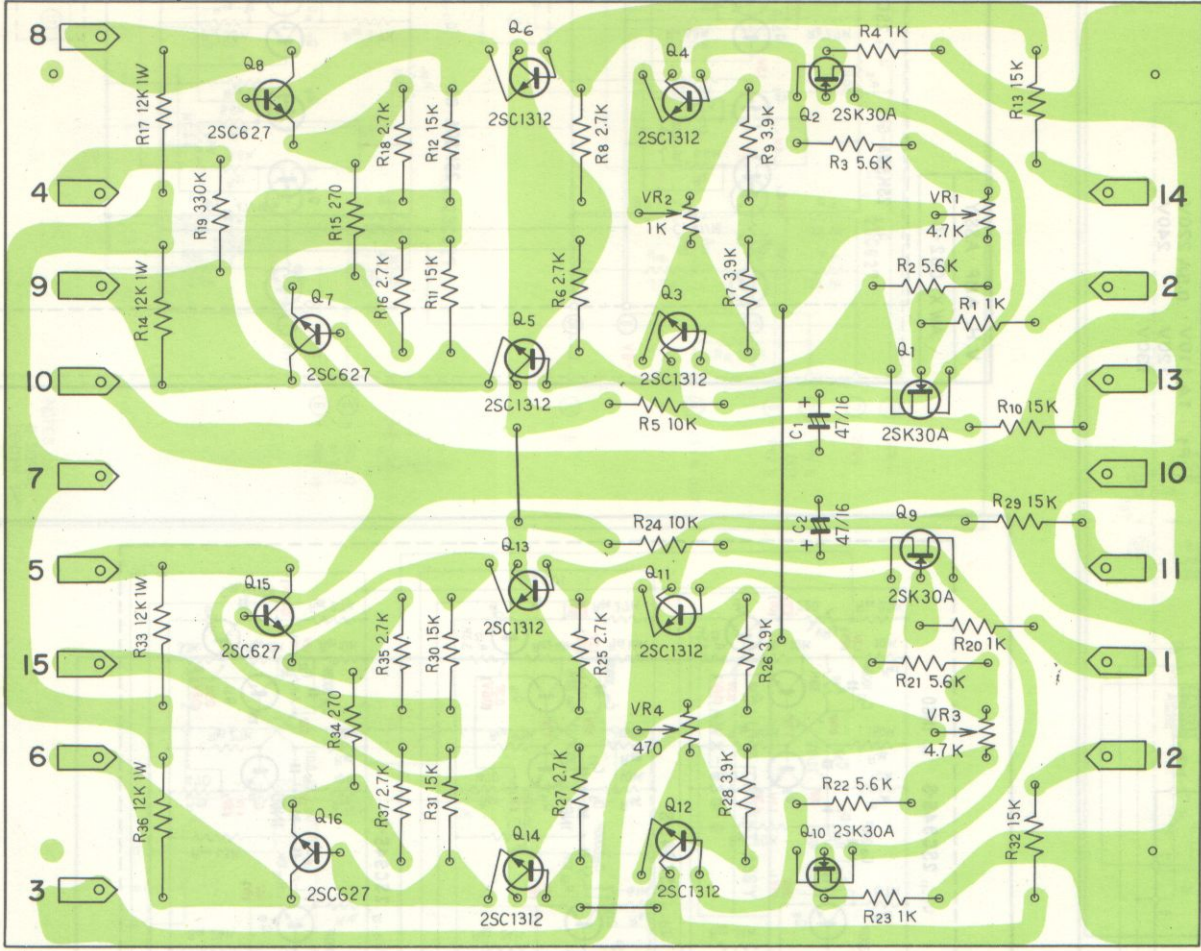 8
Q8
2SC627
R17 12K 1W
R18 2.7K
R12 15K
Q6
2SC1312
R8 2.7K
Q4
2SC1312
R9 3.9K
R4 1K
Q2 2SK30A
R3 5.6K
R13 15K
4
R19 330K
R15 270
VR2
1K
VR1
4.7K
14
9
R14 12K 1W
Q7
2SC627
R16 2.7K
R11 15K
Q5
2SC1312
R6 2.7K
Q3
2SC1312
R7 3.9K
R2 5.6K
R1 1K
2
10
R5 10K
C1 47/16
+
Q1
2SK30A
R10 15K
13
7
10
5
R33 12K 1W
Q15
2SC627
R35 2.7K
R30 15K
Q13
2SC1312
R25 2.7K
R24 10K
Q11
2SC1312
R26 3.9K
C2 47/16
+
Q9
2SK30A
R29 15K
11
15
R34 270
R20 1K
R21 5.6K
1
VR4
470
VR3
4.7K
6
R36 12K 1W
Q16
2SC627
R37 2.7K
R31 15K
Q14
2SC1312
R27 2.7K
Q12
2SC1312
R28 3.9K
R22 5.6K
Q10 2SK30A
R23 1K
R32 15K
12
3